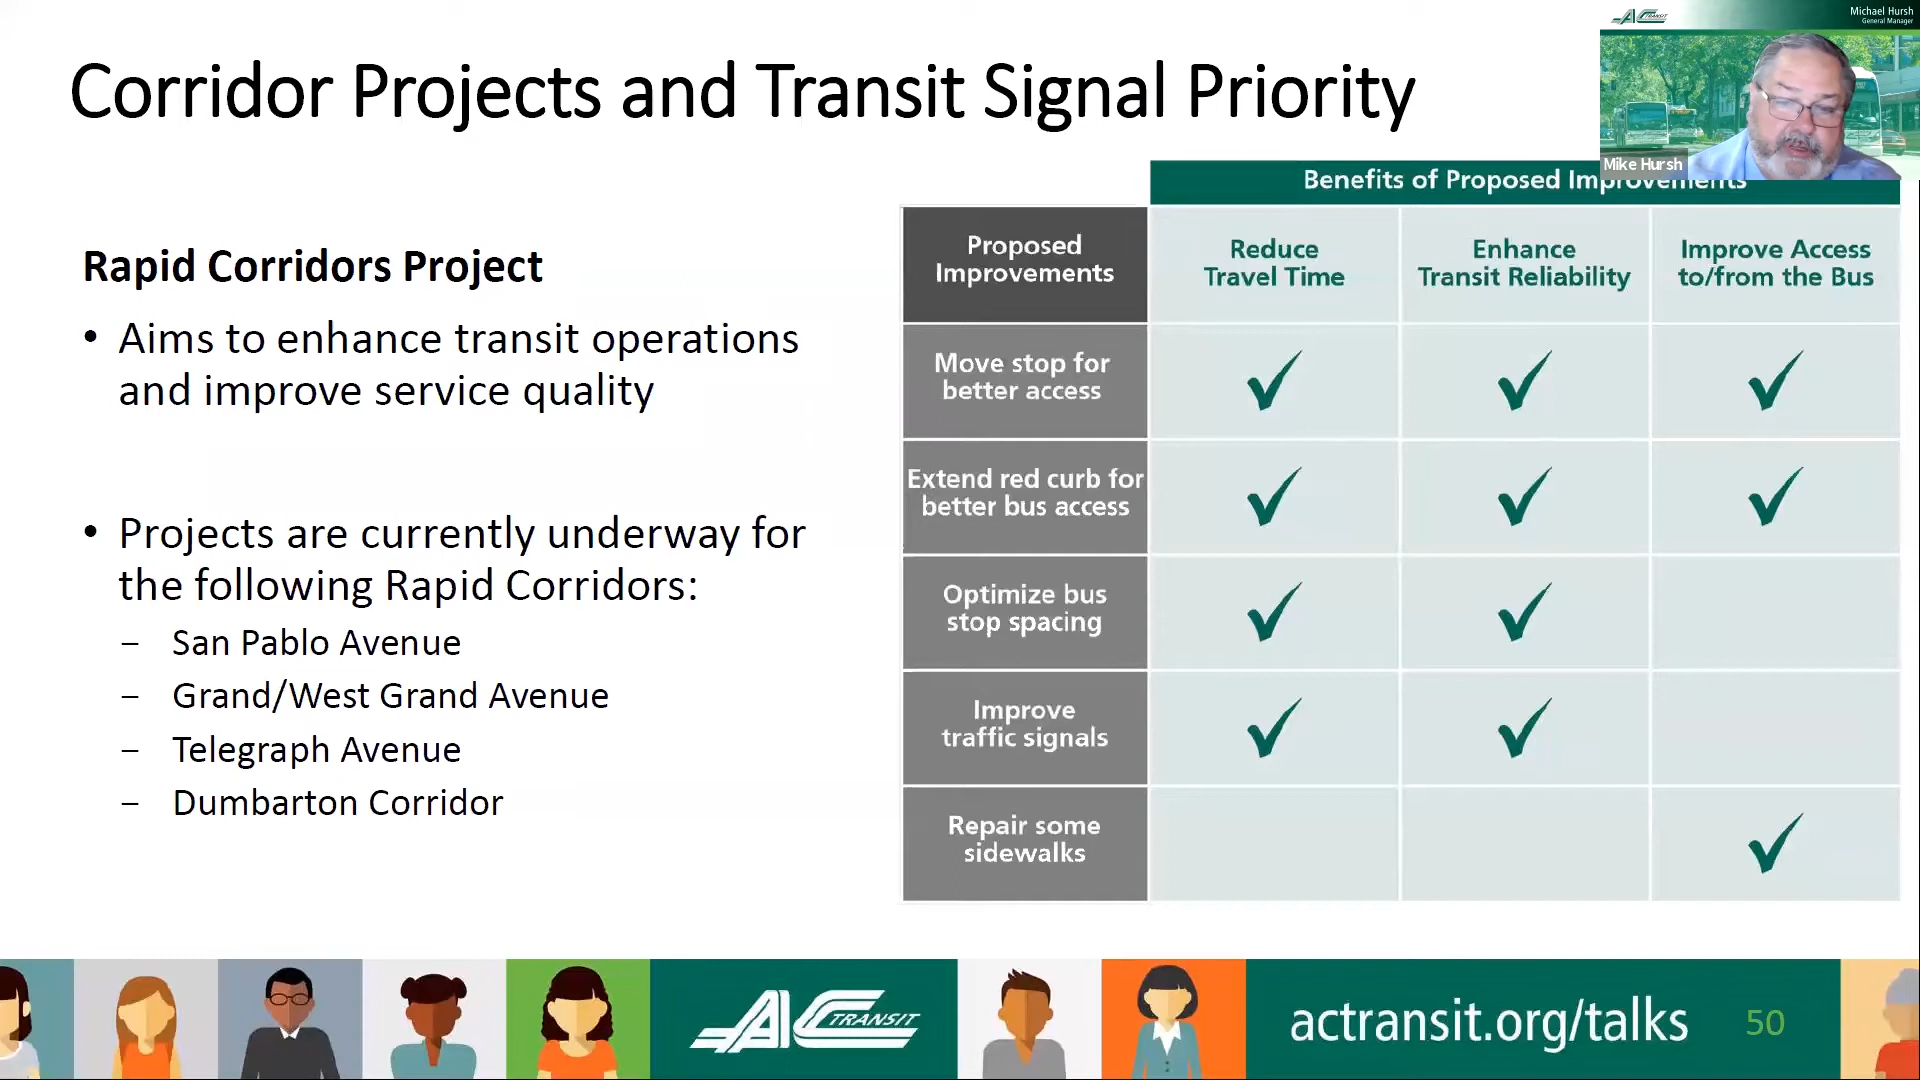 Corridor Projects and Transit Signal Priority
AC TRANSIT
Michael Hursh
General Manager
Mike Hursh
Rapid Corridors Project
• Aims to enhance transit operations
and improve service quality
• Projects are currently underway for
the following Rapid Corridors:
– San Pablo Avenue
– Grand/West Grand Avenue
– Telegraph Avenue
– Dumbarton Corridor
Benefits of Proposed Improvements
Proposed
Improvements
Reduce
Travel Time
Enhance
Transit Reliability
Improve Access
to/from the Bus
Move stop for
better access
Extend red curb for
better bus access
Optimize bus
stop spacing
Improve
traffic signals
Repair some
sidewalks
AC TRANSIT
actransit.org/talks
50